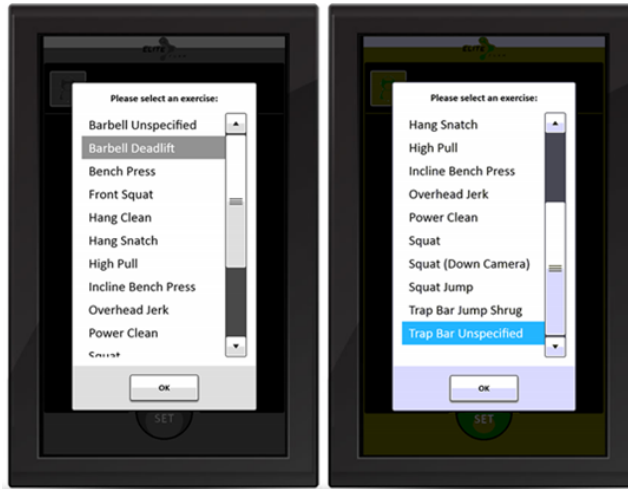 ELITE
Please select an exercise:
Barbell Unspecified
Barbell Deadlift
Bench Press
Front Squat
Hang Clean
Hang Snatch
High Pull
Incline Bench Press
Overhead Jerk
Power Clean
Squat
OK
SET
ELITE
Please select an exercise:
Hang Snatch
High Pull
Incline Bench Press
Overhead Jerk
Power Clean
Squat
Squat (Down Camera)
Squat Jump
Trap Bar Jump Shrug
Trap Bar Unspecified
OK
SET